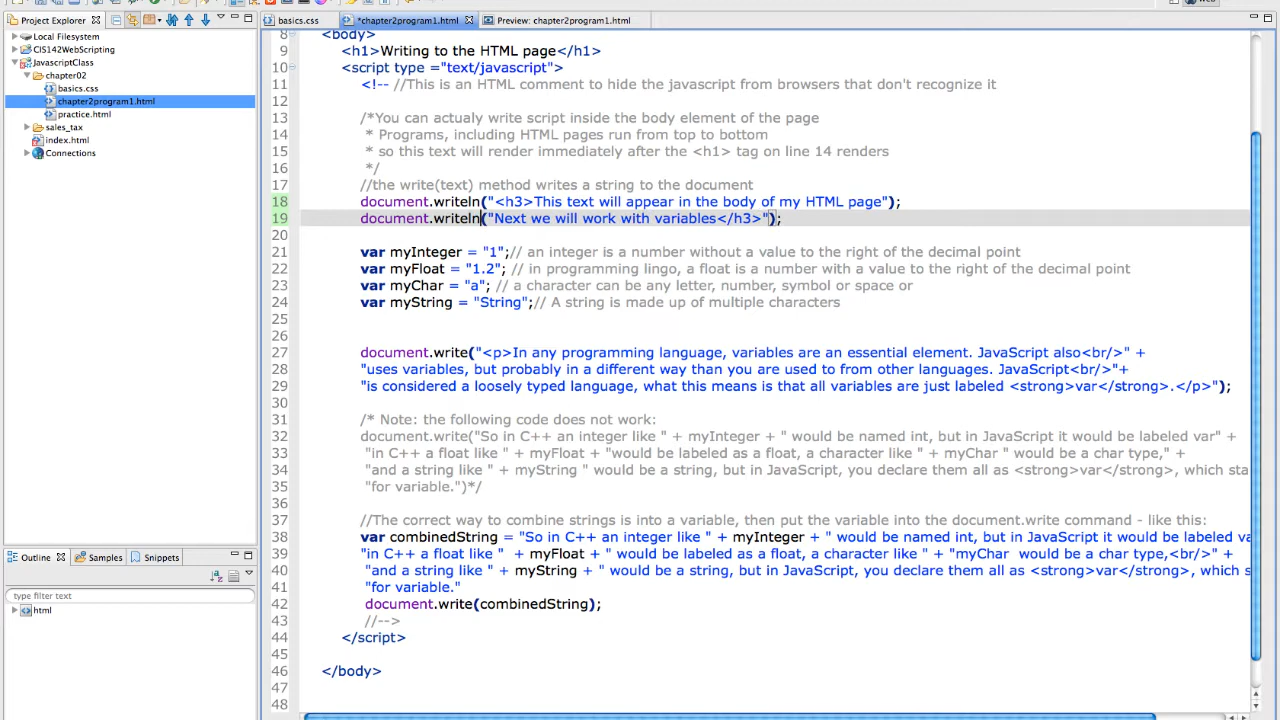 Project Explorer
Local Filesystem
CIS142WebScripting
JavascriptClass
chapter02
basics.css
chapter2program1.html
practice.html
sales_tax
index.html
Connections
Outline
Samples
Snippets
type filter text
html
basics.css
*chapter2program1.html
Preview: chapter2program1.html
8 <body>
9 <h1>Writing to the HTML page</h1>
10 <script type ="text/javascript">
11 <!-- //This is an HTML comment to hide the javascript from browsers that don't recognize it
12
13 /*You can actualy write script inside the body element of the page
14 * Programs, including HTML pages run from top to bottom
15 * so this text will render immediately after the <h1> tag on line 14 renders
16 */
17 //the write(text) method writes a string to the document
18 document.writeln("<h3>This text will appear in the body of my HTML page");
19 document.writeln("Next we will work with variables</h3>");
20
21 var myInteger = "1";// an integer is a number without a value to the right of the decimal point
22 var myFloat = "1.2"; // in programming lingo, a float is a number with a value to the right of the decimal point
23 var myChar = "a"; // a character can be any letter, number, symbol or space or
24 var myString = "String";// A string is made up of multiple characters
25
26
27 document.write("<p>In any programming language, variables are an essential element. JavaScript also<br/>" +
28 "uses variables, but probably in a different way than you are used to from other languages. JavaScript<br/>"+
29 "is considered a loosely typed language, what this means is that all variables are just labeled <strong>var</strong>.</p>");
30
31 /* Note: the following code does not work:
32 document.write("So in C++ an integer like " + myInteger + " would be named int, but in JavaScript it would be labeled var" +
33 "in C++ a float like " + myFloat + "would be labeled as a float, a character like " + myChar " would be a char type," +
34 "and a string like " + myString " would be a string, but in JavaScript, you declare them all as <strong>var</strong>, which sta
35 "for variable.")*/
36
37 //The correct way to combine strings is into a variable, then put the variable into the document.write command - like this:
38 var combinedString = "So in C++ an integer like " + myInteger + " would be named int, but in JavaScript it would be labeled va
39 "in C++ a float like "  + myFloat + " would be labeled as a float, a character like " + "myChar  would be a char type,<br/>" +
40 "and a string like " + myString + " would be a string, but in JavaScript, you declare them all as <strong>var</strong>, which s
41 "for variable."
42 document.write(combinedString);
43 //-->
44 </script>
45
46 </body>
47
48